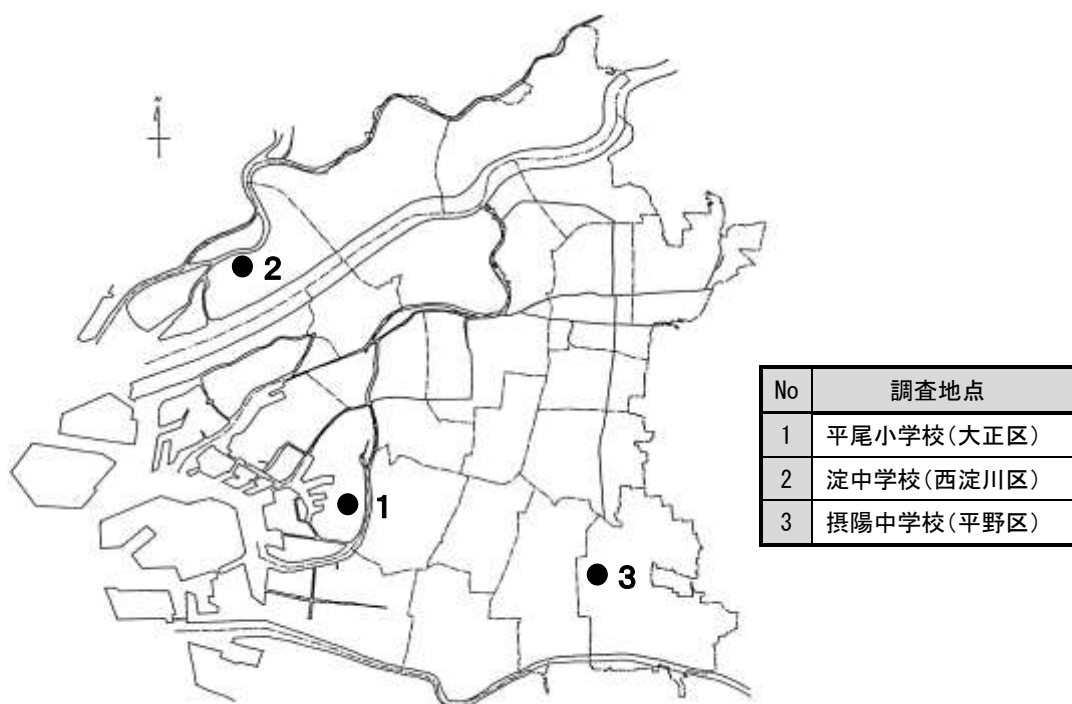 N
2
1
3
No 調査地点
1 平尾小学校(大正区)
2 淀中学校(西淀川区)
3 摂陽中学校(平野区)